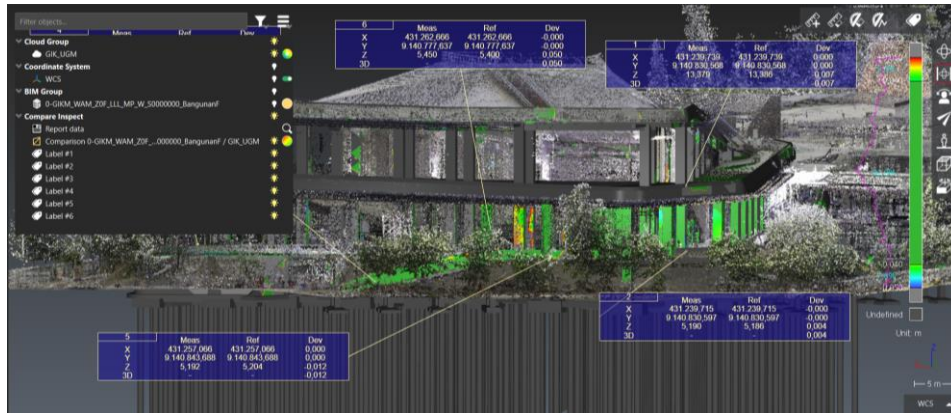 Filter objects...
4 Meas Ref Dev
Cloud Group
GIK_UGM
Coordinate System
WCS
BIM Group
0-GIKM_WAM_Z0F_LLL_MP_W_S0000000_BangunanF
Compare Inspect
Report data
Comparison 0-GIKM_WAM_Z0F_...000000_BangunanF / GIK_UGM
Label #1
Label #2
Label #3
Label #4
Label #5
Label #6
6 Meas Ref Dev
X 431.262,666 431.262,666 -0,000
Y 9.140.777,637 9.140.777,637 -0,000
Z 5,450 5,400 0,050
3D - - 0,050
1 Meas Ref Dev
X 431.239,739 431.239,739 0,000
Y 9.140.830,568 9.140.830,568 0,000
Z 13,379 13,386 -0,007
3D - - -0,007
2 Meas Ref Dev
X 431.239,715 431.239,715 -0,000
Y 9.140.830,597 9.140.830,597 -0,000
Z 5,190 5,186 0,004
3D - - 0,004
5 Meas Ref Dev
X 431.257,066 431.257,066 0,000
Y 9.140.843,688 9.140.843,688 0,000
Z 5,192 5,204 -0,012
3D - - -0,012
Undefined
Unit: m
5 m
WCS